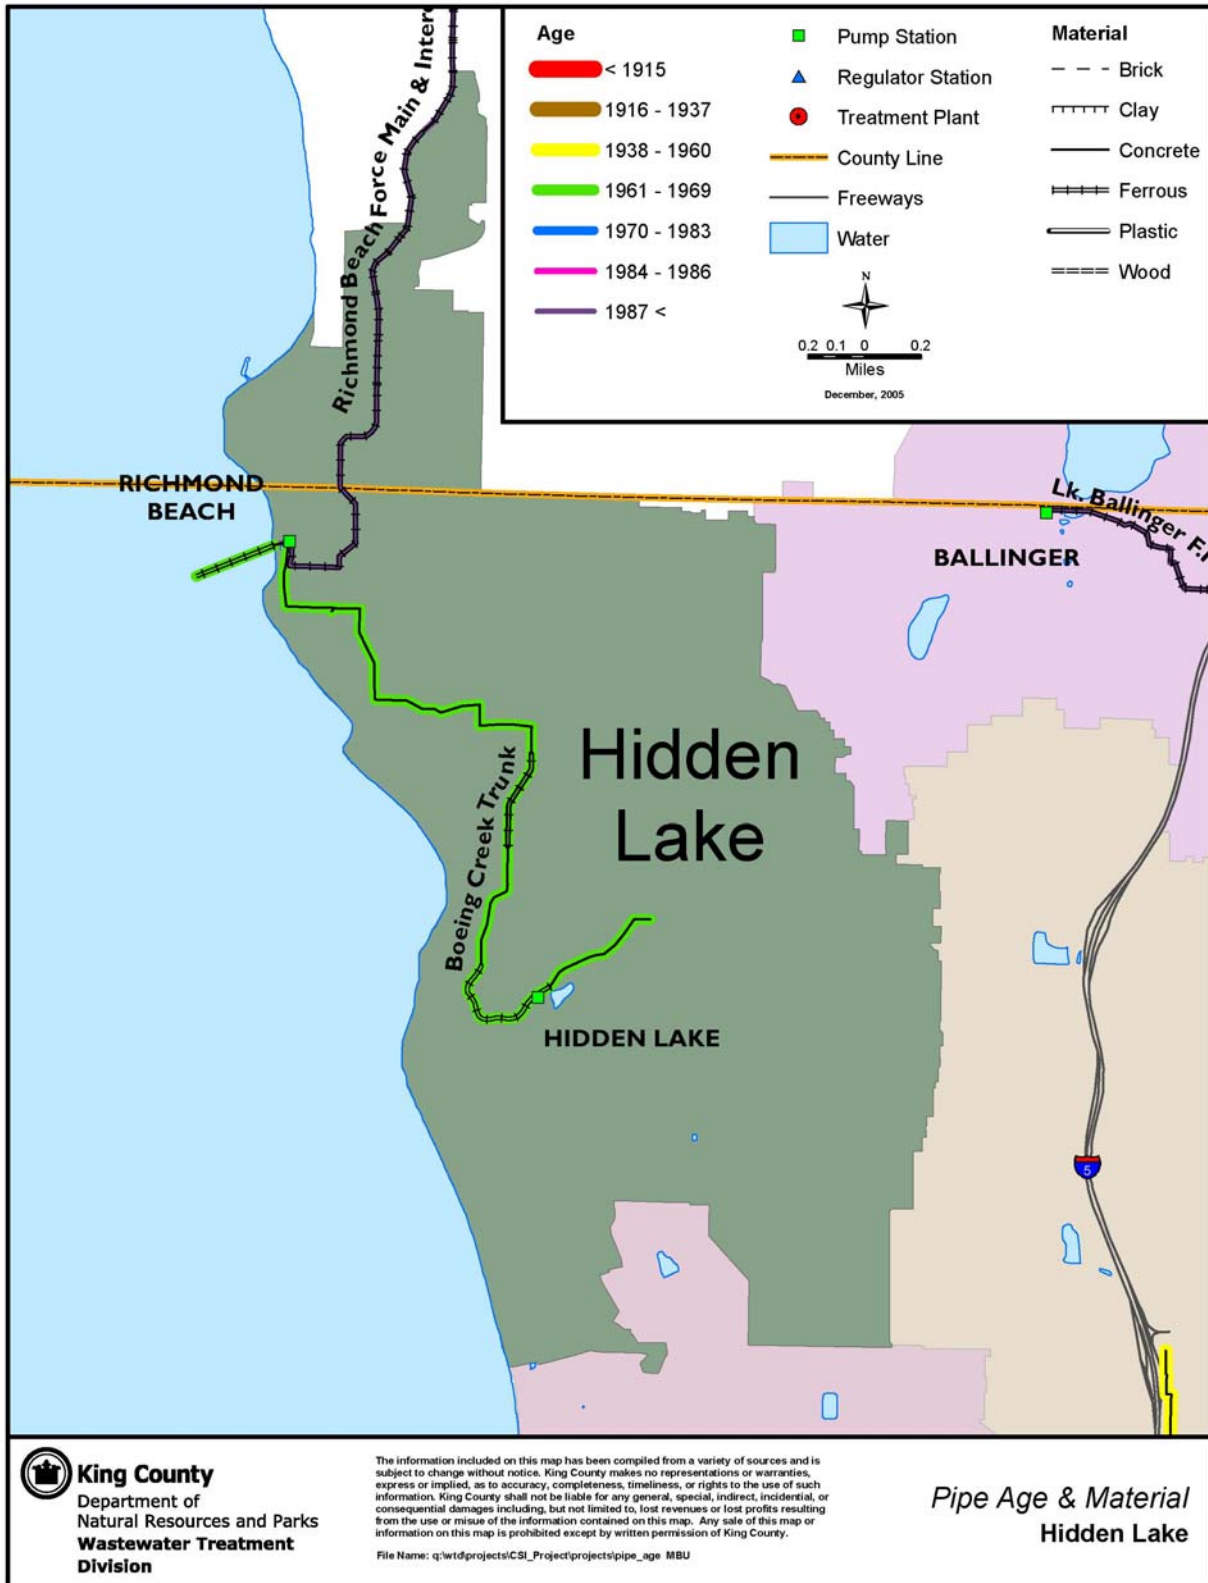 Age
< 1915
1916 - 1937
1938 - 1960
1961 - 1969
1970 - 1983
1984 - 1986
1987 <
Pump Station
Regulator Station
Treatment Plant
County Line
Freeways
Water
Material
Brick
Clay
Concrete
Ferrous
Plastic
Wood
N
0.2 0.1 0 0.2
Miles
December, 2005
Richmond Beach Force Main & Interc
RICHMOND
BEACH
Lk. Ballinger F.
BALLINGER
Hidden
Lake
Boeing Creek Trunk
HIDDEN LAKE
5
King County
Department of
Natural Resources and Parks
Wastewater Treatment
Division
The information included on this map has been compiled from a variety of sources and is
subject to change without notice. King County makes no representations or warranties,
express or implied, as to accuracy, completeness, timeliness, or rights to the use of such
information. King County shall not be liable for any general, special, indirect, incidental, or
consequential damages including, but not limited to, lost revenues or lost profits resulting
from the use or misue of the information contained on this map. Any sale of this map or
information on this map is prohibited except by written permission of King County.
File Name: q:\wtd\projects\CSI_Project\projects\pipe_age MBU
Pipe Age & Material
Hidden Lake